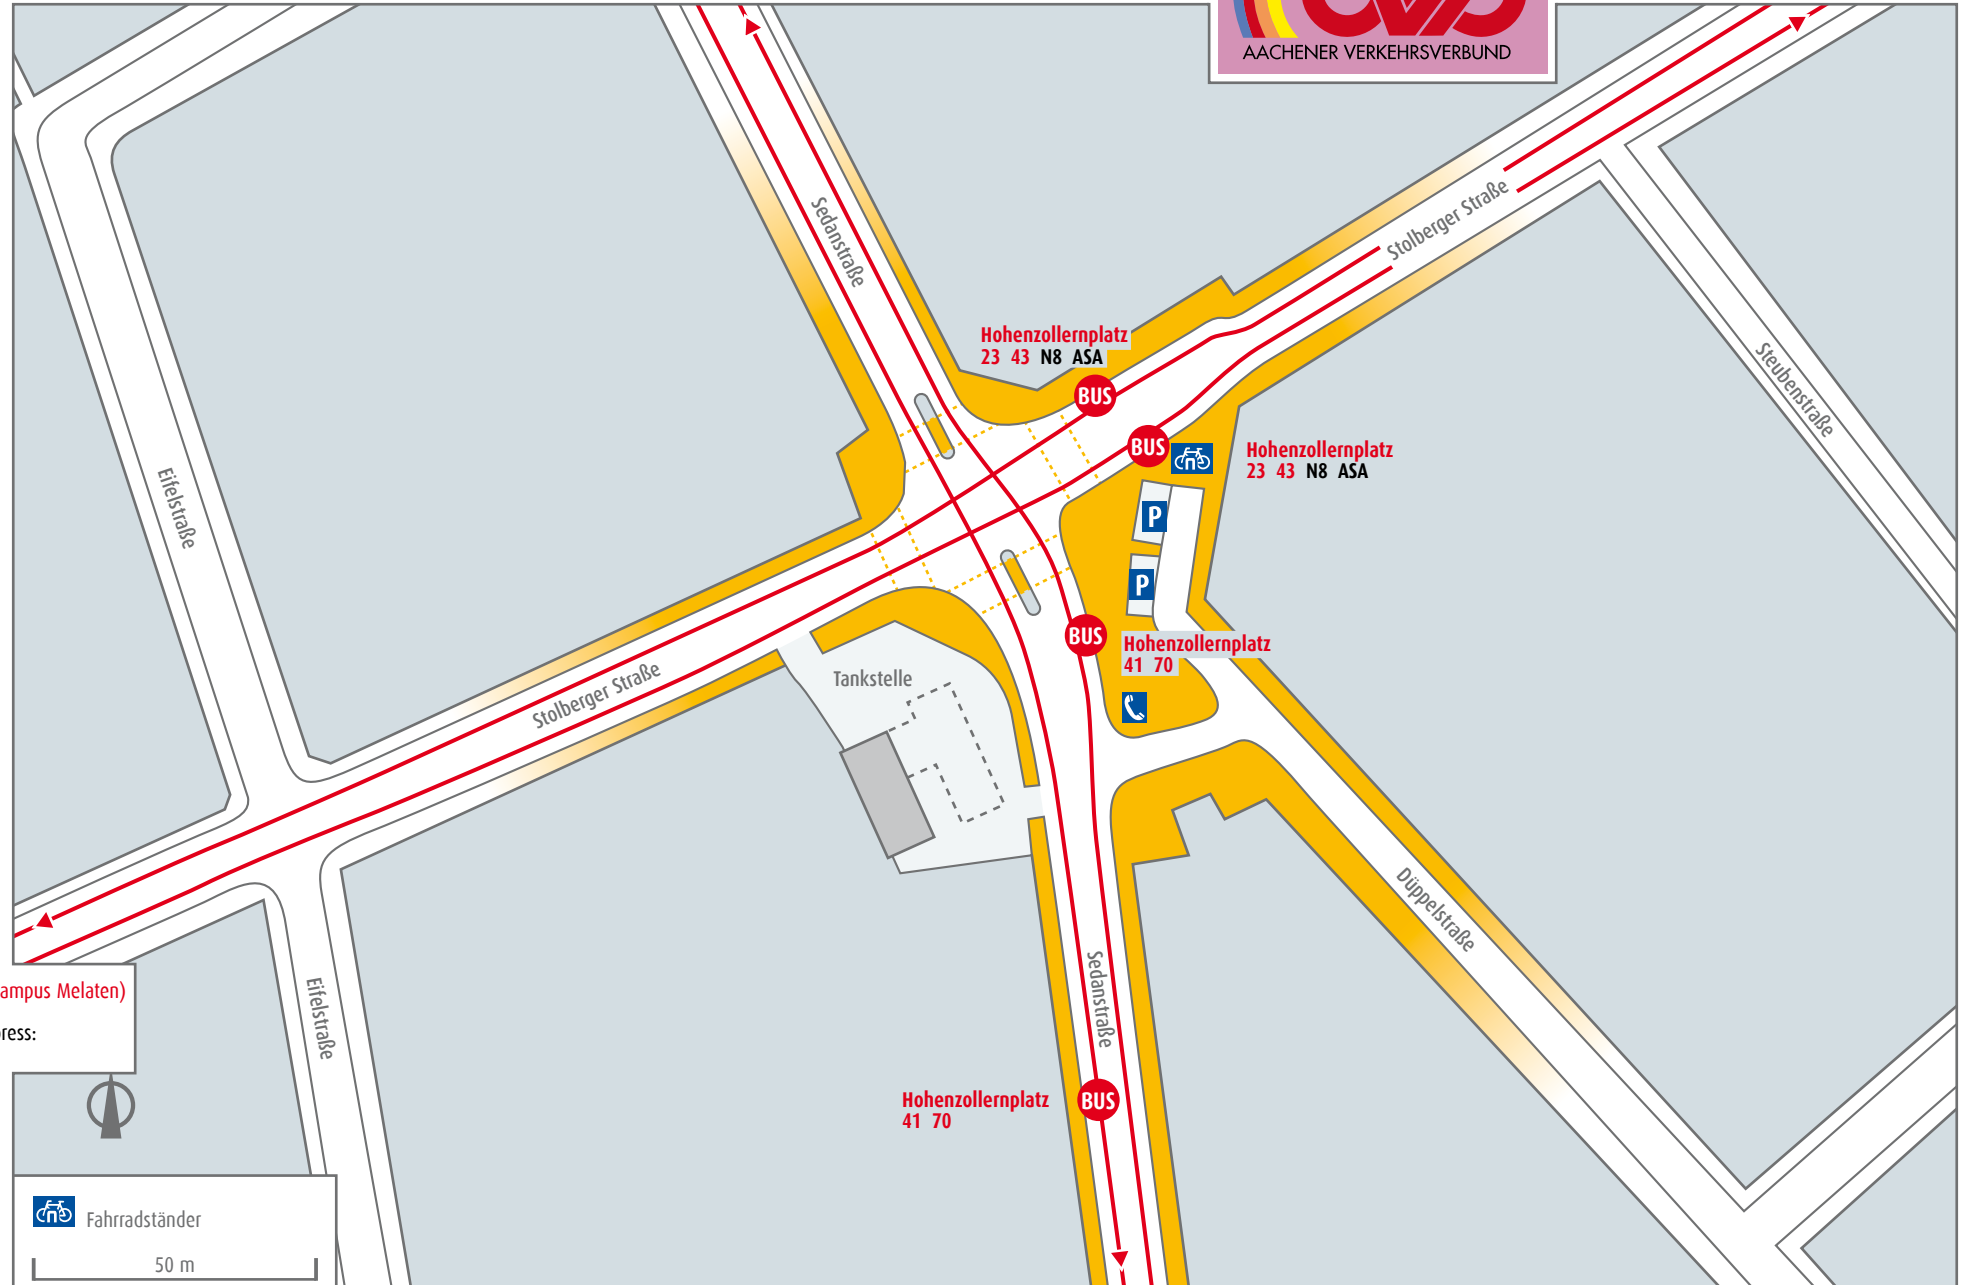 AACHENER VERKEHRSVERBUND
Sedanstraße
Stolberger Straße
Hohenzollernplatz
23 43 N8 ASA
BUS
BUS
Hohenzollernplatz
23 43 N8 ASA
Steubenstraße
Eifelstraße
P
P
BUS
Hohenzollernplatz
41 70
Tankstelle
Stolberger Straße
Düppelstraße
Sedanstraße
Eifelstraße
ampus Melaten)
ress:
Hohenzollernplatz
41 70
BUS
Fahrradständer
50 m